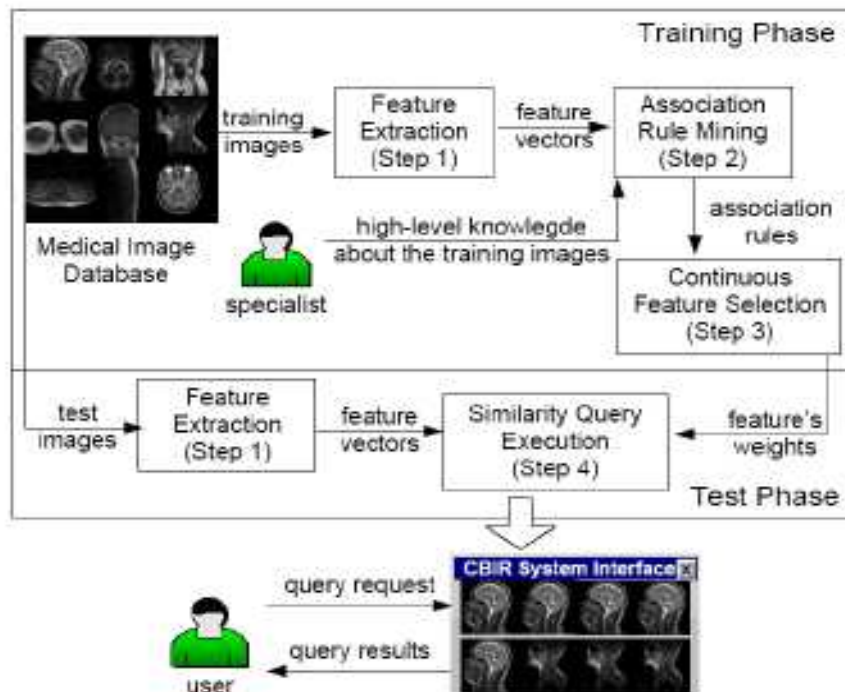 Training Phase
training
images
Feature
Extraction
(Step 1)
feature
vectors
Association
Rule Mining
(Step 2)
Medical Image
Database
specialist
high-level knowlegde
about the training images
association
rules
Continuous
Feature Selection
(Step 3)
test
images
Feature
Extraction
(Step 1)
feature
vectors
Similarity Query
Execution
(Step 4)
feature's
weights
Test Phase
CBIR System Interface
x
query request
query results
user